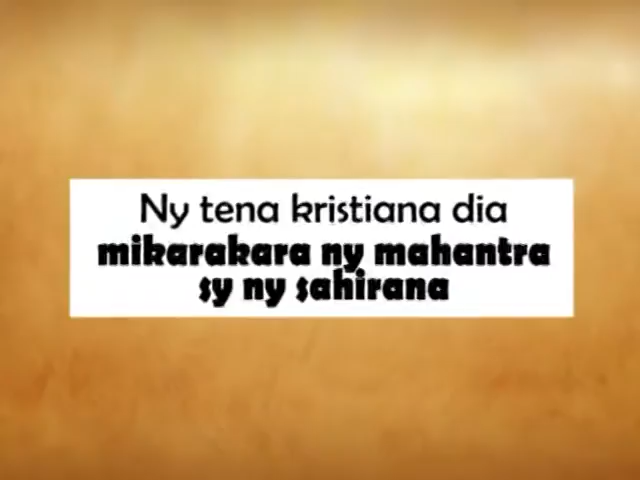 Ny tena kristiana dia
mikarakara ny mahantra
sy ny sahirana